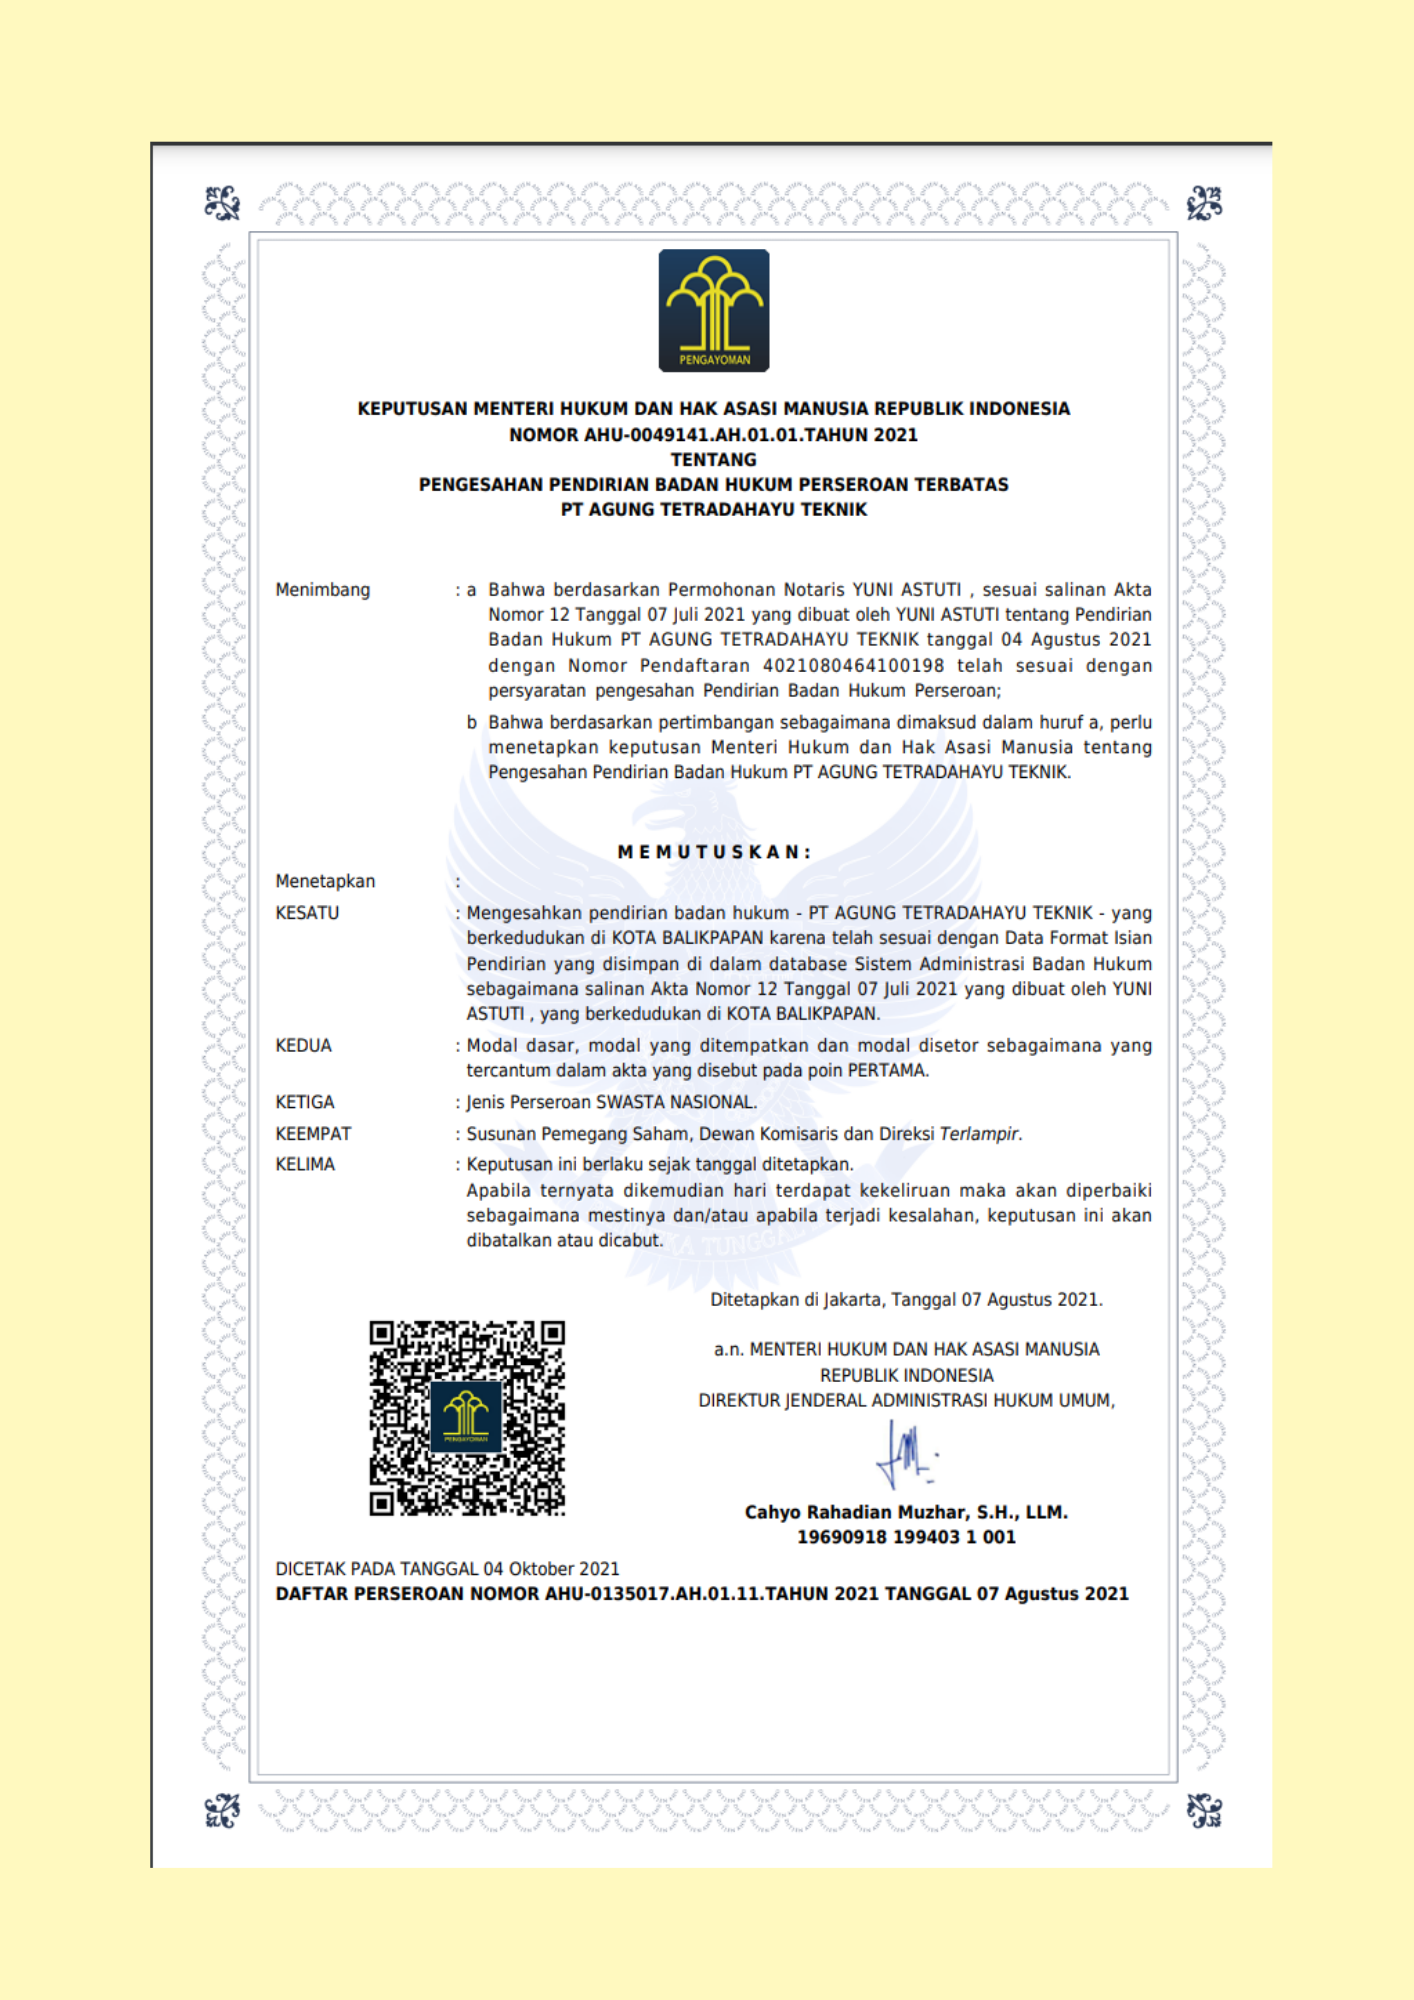 PENGAYOMAN
KEPUTUSAN MENTERI HUKUM DAN HAK ASASI MANUSIA REPUBLIK INDONESIA
NOMOR AHU-0049141.AH.01.01.TAHUN 2021
TENTANG
PENGESAHAN PENDIRIAN BADAN HUKUM PERSEROAN TERBATAS
PT AGUNG TETRADAHAYU TEKNIK
Menimbang : a Bahwa berdasarkan Permohonan Notaris YUNI ASTUTI , sesuai salinan Akta
Nomor 12 Tanggal 07 Juli 2021 yang dibuat oleh YUNI ASTUTI tentang Pendirian
Badan Hukum PT AGUNG TETRADAHAYU TEKNIK tanggal 04 Agustus 2021
dengan Nomor Pendaftaran 4021080464100198 telah sesuai dengan
persyaratan pengesahan Pendirian Badan Hukum Perseroan;
b Bahwa berdasarkan pertimbangan sebagaimana dimaksud dalam huruf a, perlu
menetapkan keputusan Menteri Hukum dan Hak Asasi Manusia tentang
Pengesahan Pendirian Badan Hukum PT AGUNG TETRADAHAYU TEKNIK.
M E M U T U S K A N :
Menetapkan :
KESATU : Mengesahkan pendirian badan hukum - PT AGUNG TETRADAHAYU TEKNIK - yang
berkedudukan di KOTA BALIKPAPAN karena telah sesuai dengan Data Format Isian
Pendirian yang disimpan di dalam database Sistem Administrasi Badan Hukum
sebagaimana salinan Akta Nomor 12 Tanggal 07 Juli 2021 yang dibuat oleh YUNI
ASTUTI , yang berkedudukan di KOTA BALIKPAPAN.
KEDUA : Modal dasar, modal yang ditempatkan dan modal disetor sebagaimana yang
tercantum dalam akta yang disebut pada poin PERTAMA.
KETIGA : Jenis Perseroan SWASTA NASIONAL.
KEEMPAT : Susunan Pemegang Saham, Dewan Komisaris dan Direksi Terlampir.
KELIMA : Keputusan ini berlaku sejak tanggal ditetapkan.
Apabila ternyata dikemudian hari terdapat kekeliruan maka akan diperbaiki
sebagaimana mestinya dan/atau apabila terjadi kesalahan, keputusan ini akan
dibatalkan atau dicabut.
Ditetapkan di Jakarta, Tanggal 07 Agustus 2021.
a.n. MENTERI HUKUM DAN HAK ASASI MANUSIA
REPUBLIK INDONESIA
DIREKTUR JENDERAL ADMINISTRASI HUKUM UMUM,
PENGAYOMAN
Cahyo Rahadian Muzhar, S.H., LLM.
19690918 199403 1 001
DICETAK PADA TANGGAL 04 Oktober 2021
DAFTAR PERSEROAN NOMOR AHU-0135017.AH.01.11.TAHUN 2021 TANGGAL 07 Agustus 2021